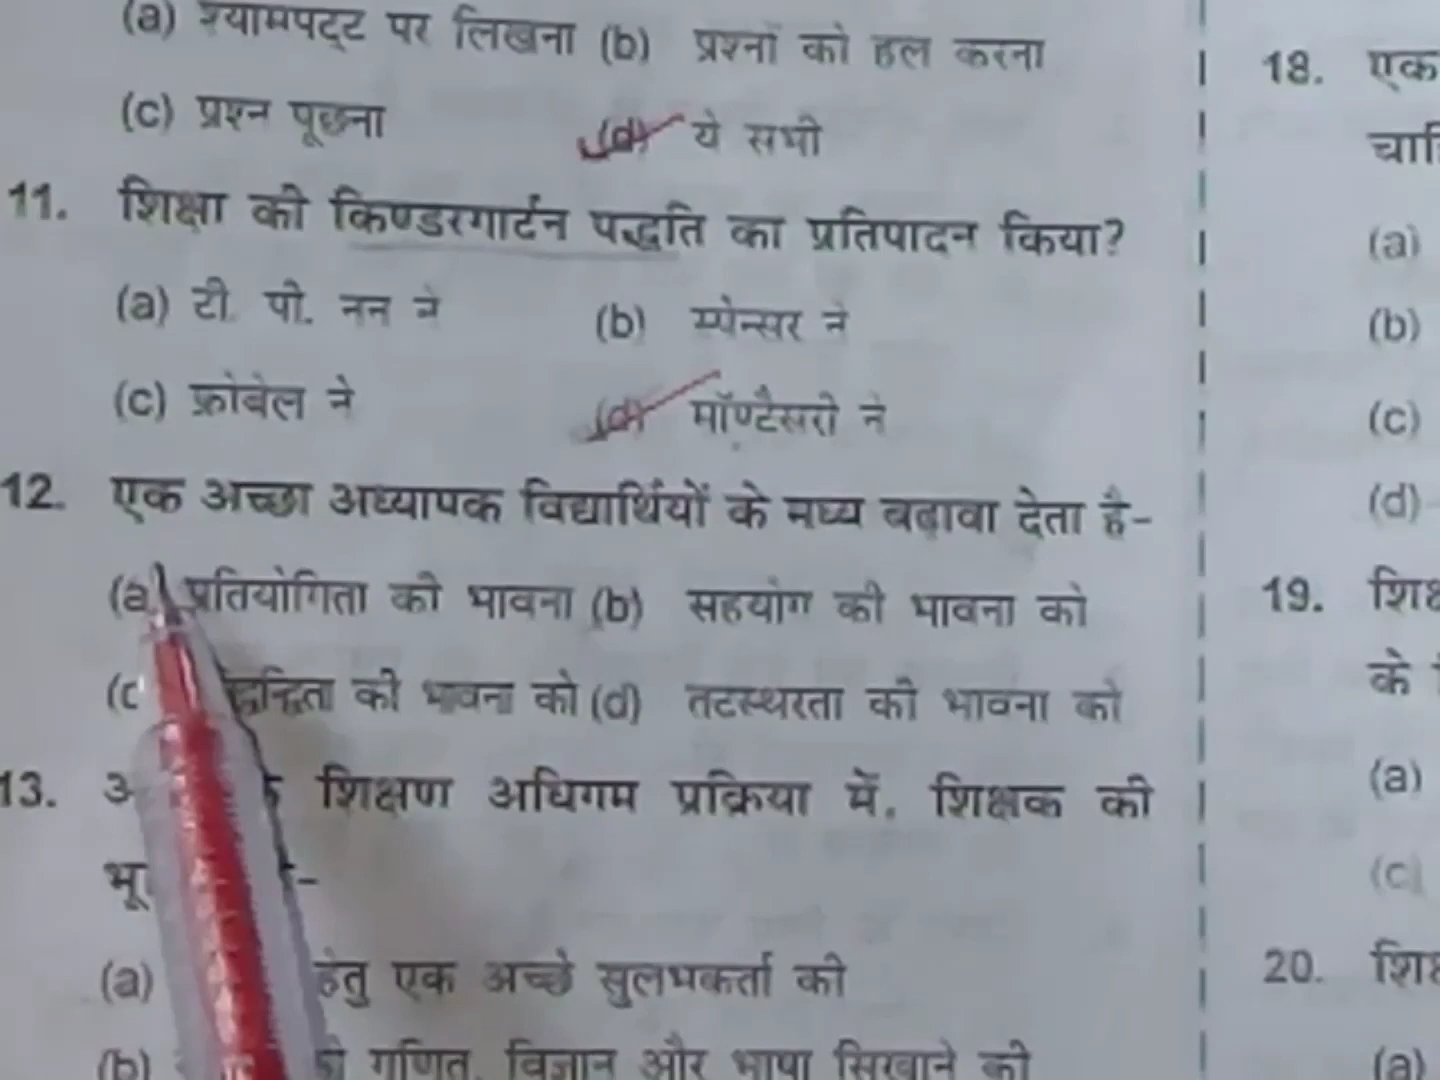 (a) श्यामपट्ट पर लिखना (b) प्रश्नों को हल करना
(c) प्रश्न पूछना (d) ये सभी
11. शिक्षा की किण्डरगार्टन पद्धति का प्रतिपादन किया?
(a) टी. पी. नन ने (b) स्पेन्सर ने
(c) फ्रोबेल ने (d) मॉण्टैसरी ने
12. एक अच्छा अध्यापक विद्यार्थियों के मध्य बढ़ावा देता है-
(a) प्रतियोगिता की भावना (b) सहयोग की भावना को
(c की भावना को (d) तटस्थरता की भावना को
13. शिक्षण अधिगम प्रक्रिया में, शिक्षक की
(a) हेतु एक अच्छे सुलभकर्ता की
(b) गणित, विज्ञान और भाषा सिखाने की
18. एक
(a)
(b)
(c)
(d)
19.
के
(a)
(c)
20.
(a)